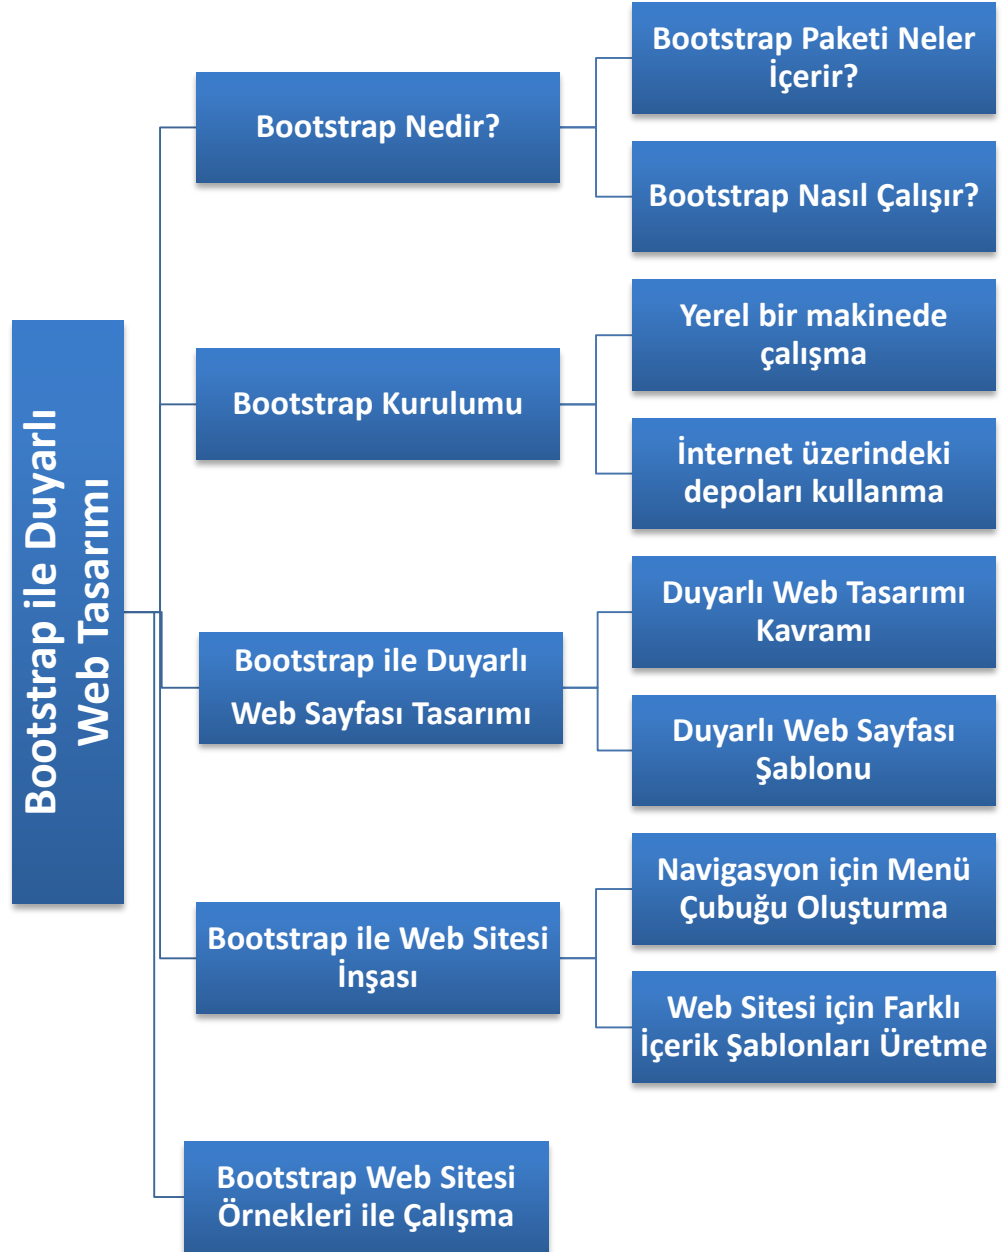 Bootstrap ile Duyarlı
Web Tasarımı
Bootstrap Nedir?
Bootstrap Paketi Neler
İçerir?
Bootstrap Nasıl Çalışır?
Bootstrap Kurulumu
Yerel bir makinede
çalışma
İnternet üzerindeki
depoları kullanma
Bootstrap ile Duyarlı
Web Sayfası Tasarımı
Duyarlı Web Tasarımı
Kavramı
Duyarlı Web Sayfası
Şablonu
Bootstrap ile Web Sitesi
İnşası
Navigasyon için Menü
Çubuğu Oluşturma
Web Sitesi için Farklı
İçerik Şablonları Üretme
Bootstrap Web Sitesi
Örnekleri ile Çalışma